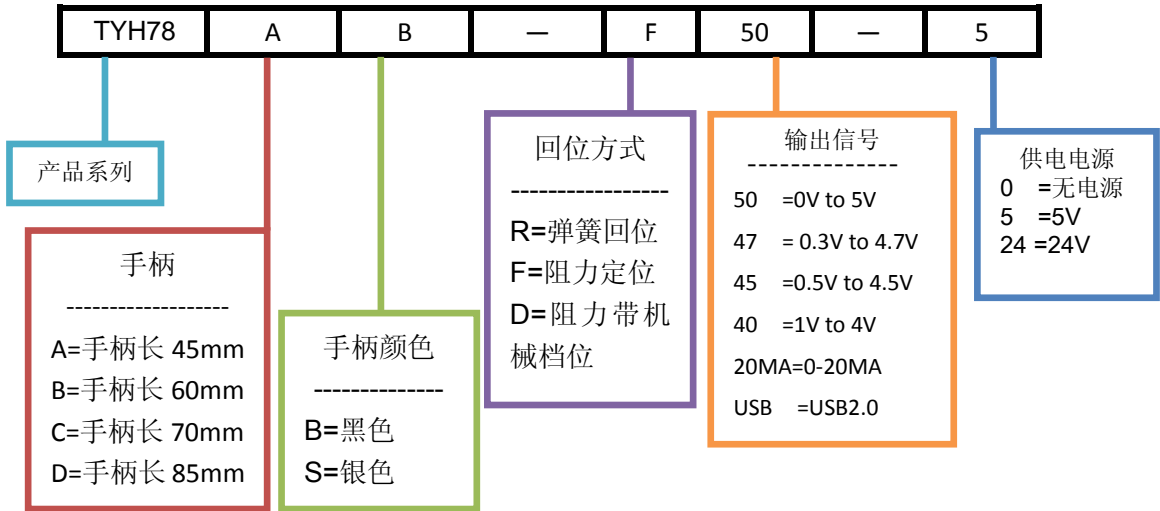 TYH78 A B — F 50 — 5
产品系列
手柄
-------------------
A=手柄长 45mm
B=手柄长 60mm
C=手柄长 70mm
D=手柄长 85mm
手柄颜色
--------------
B=黑色
S=银色
回位方式
-----------------
R=弹簧回位
F=阻力定位
D=阻力带机
械档位
输出信号
--------------
50 =0V to 5V
47 = 0.3V to 4.7V
45 =0.5V to 4.5V
40 =1V to 4V
20MA=0-20MA
USB =USB2.0
供电电源
0 =无电源
5 =5V
24 =24V